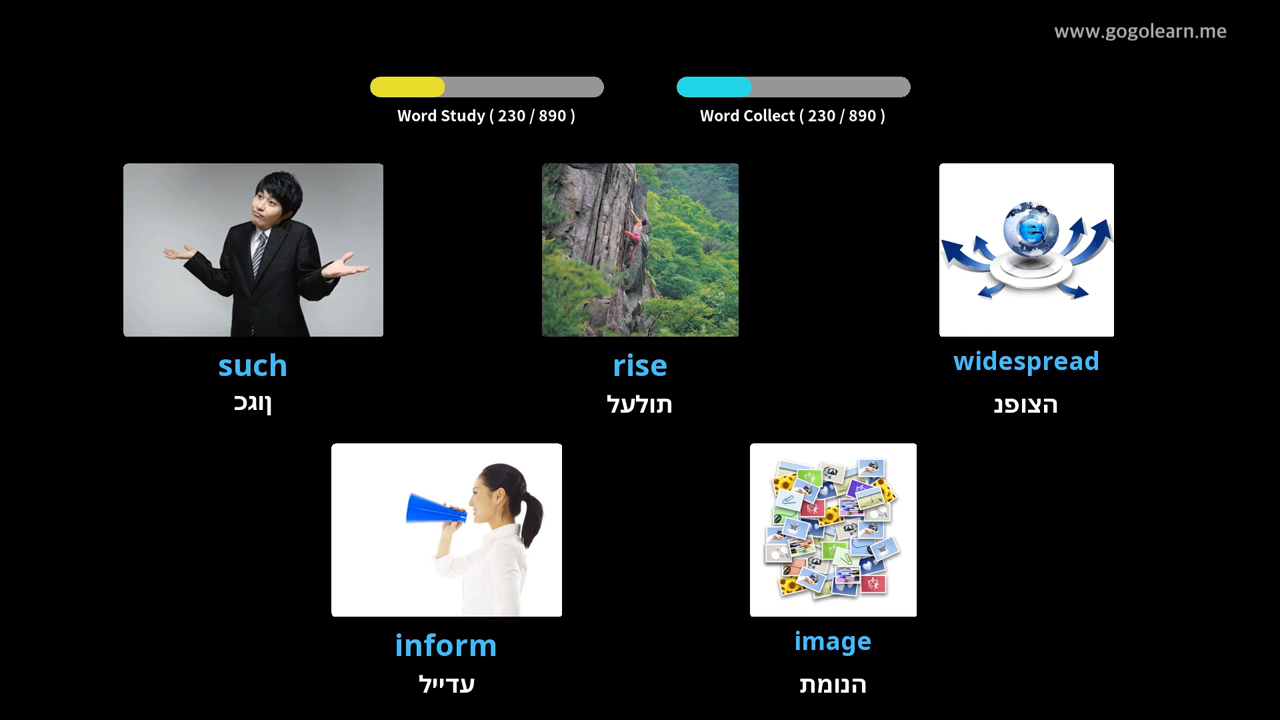 www.gogolearn.me
Word Study ( 230 / 890 )
Word Collect ( 230 / 890 )
such
ןוגכ
rise
תולעל
widespread
הצופנ
inform
עדייל
image
הנומת